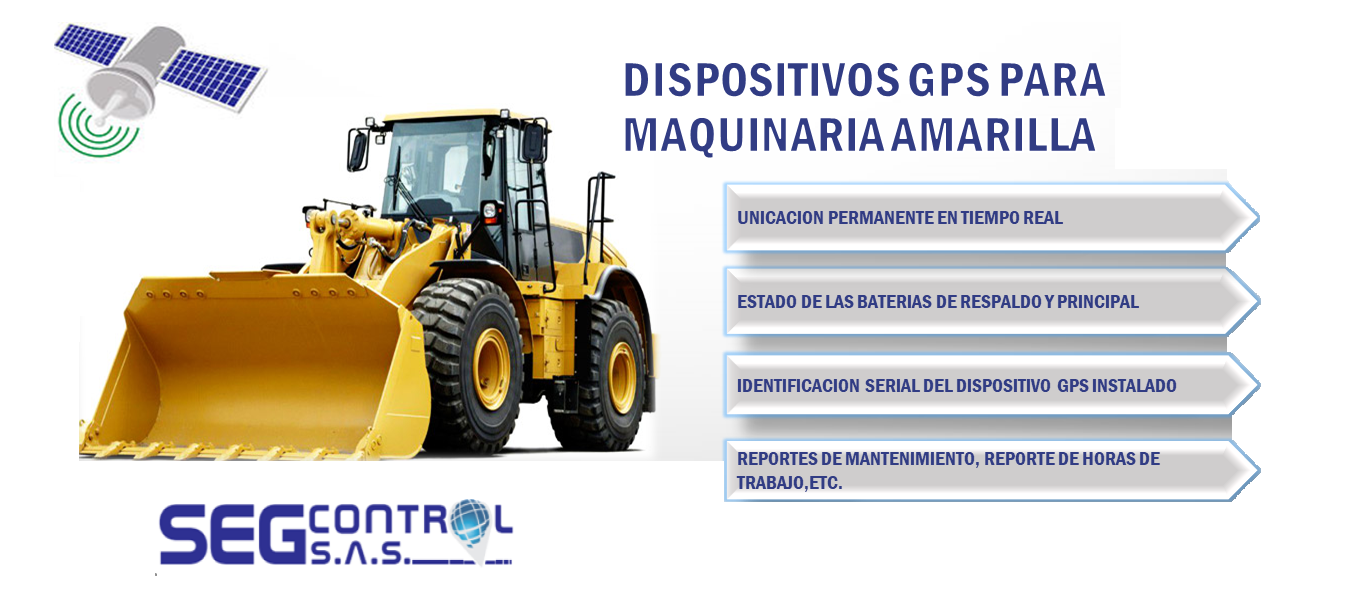 DISPOSITIVOS GPS PARA
MAQUINARIA AMARILLA
UNICACION PERMANENTE EN TIEMPO REAL
ESTADO DE LAS BATERIAS DE RESPALDO Y PRINCIPAL
IDENTIFICACION SERIAL DEL DISPOSITIVO GPS INSTALADO
REPORTES DE MANTENIMIENTO, REPORTE DE HORAS DE
TRABAJO,ETC.
SEG CONTROL
S.A.S.